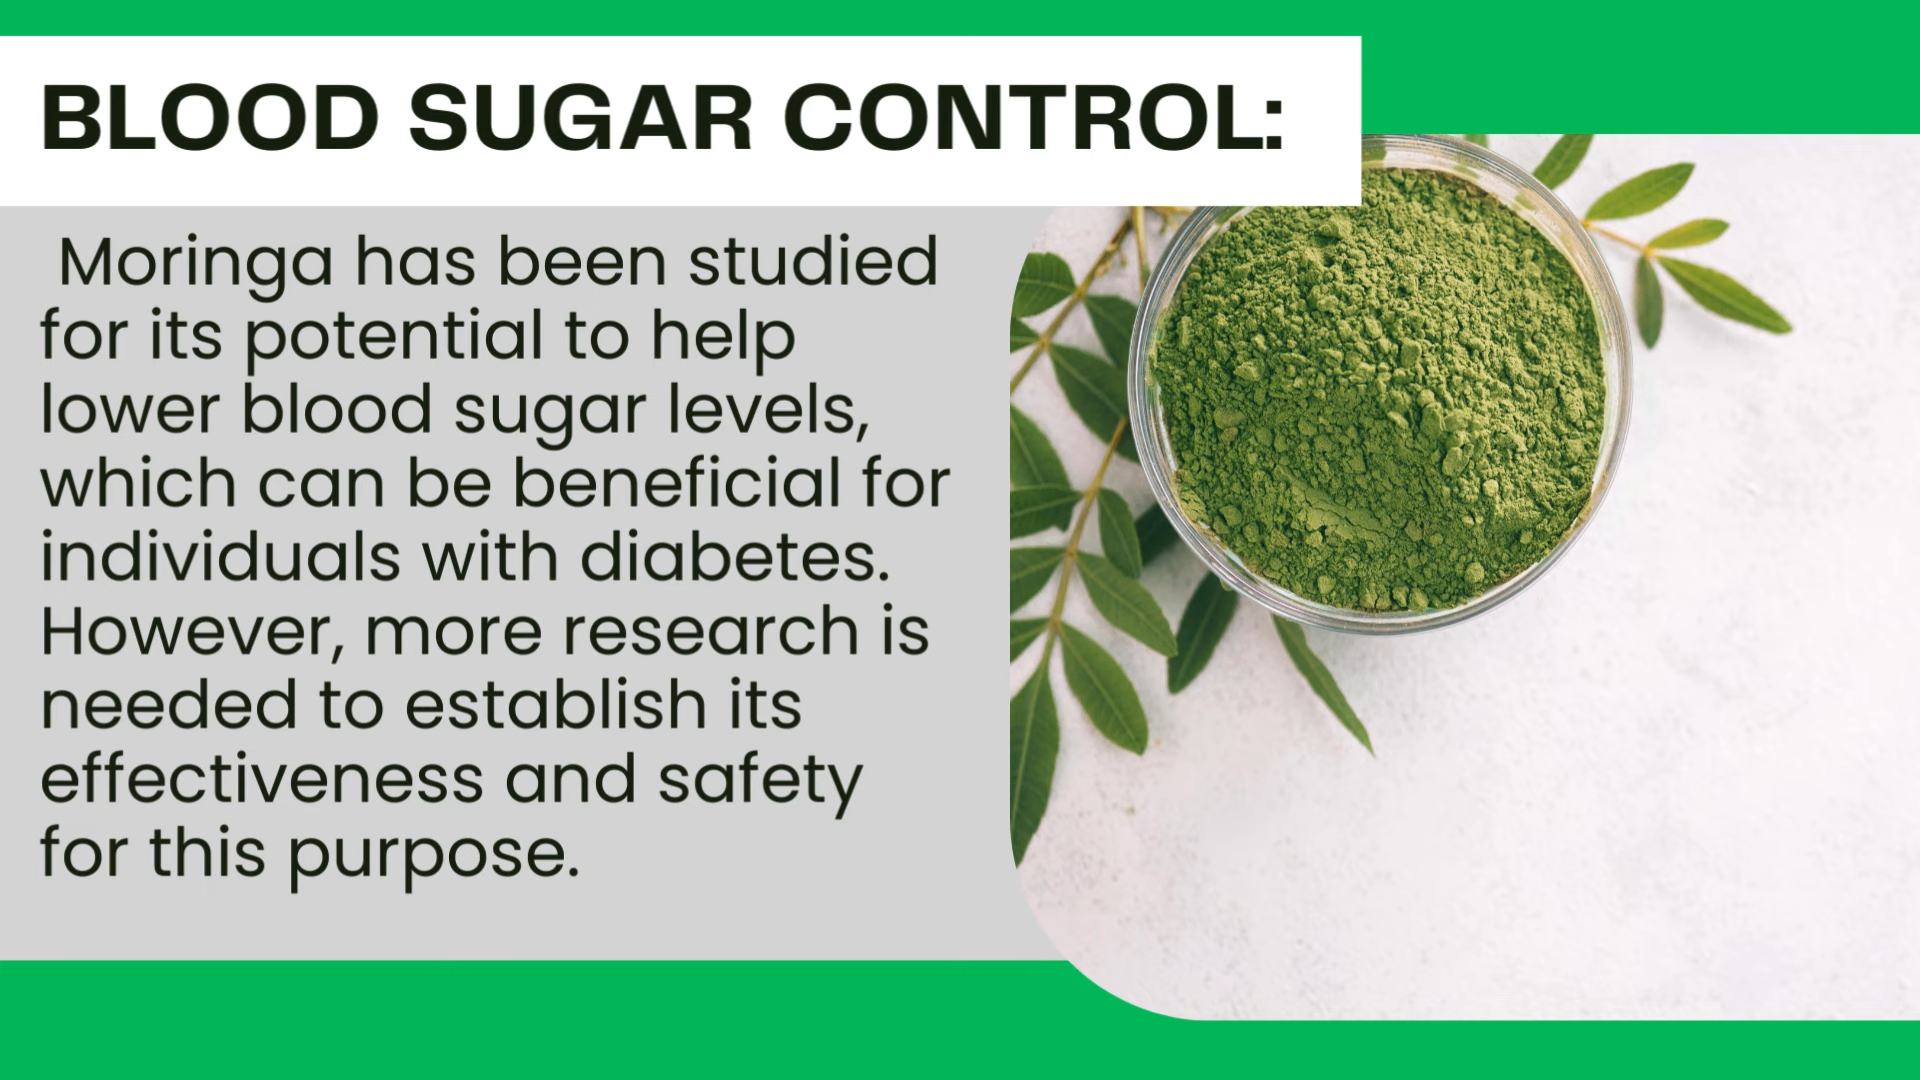 BLOOD SUGAR CONTROL:
Moringa has been studied
for its potential to help
lower blood sugar levels,
which can be beneficial for
individuals with diabetes.
However, more research is
needed to establish its
effectiveness and safety
for this purpose.